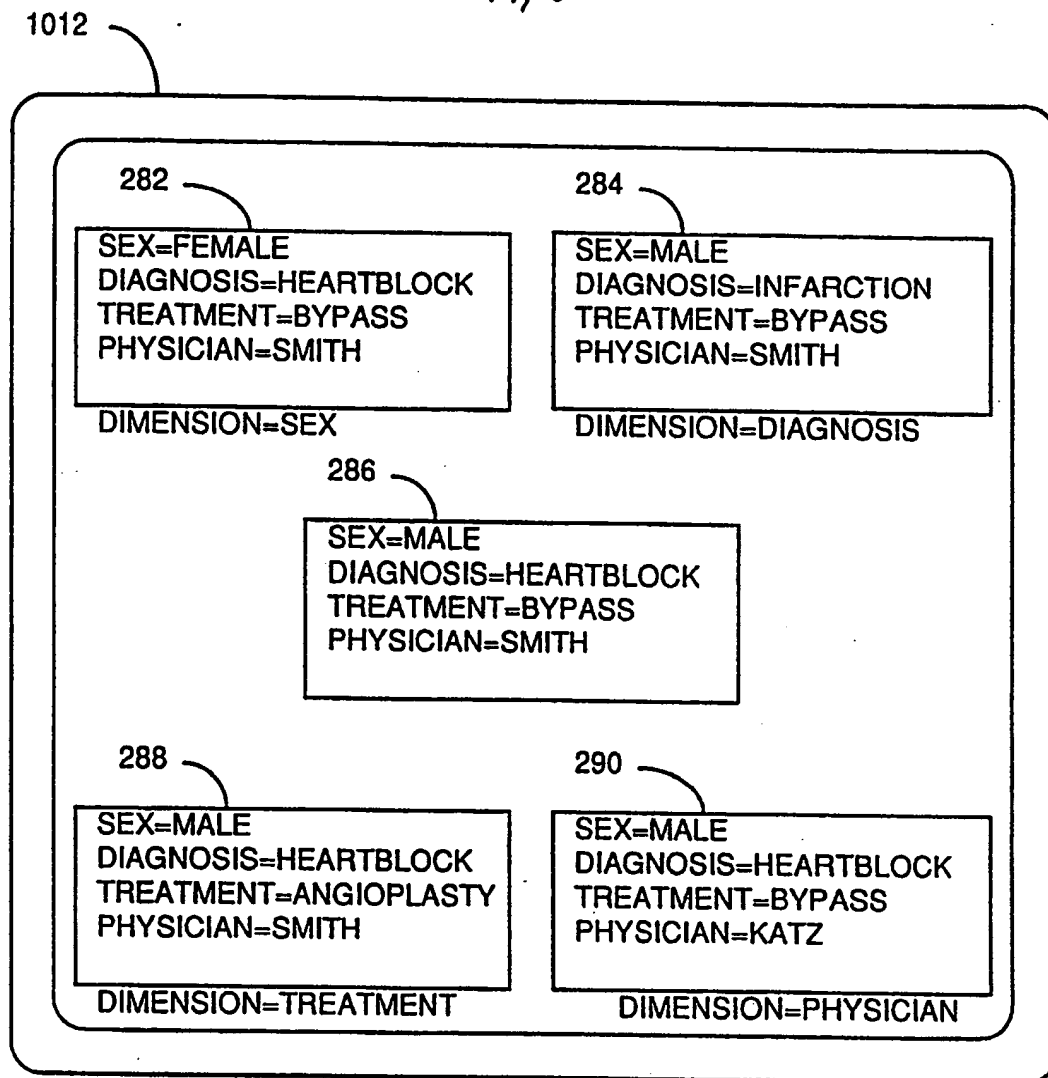 1012
282
SEX=FEMALE
DIAGNOSIS=HEARTBLOCK
TREATMENT=BYPASS
PHYSICIAN=SMITH
DIMENSION=SEX
284
SEX=MALE
DIAGNOSIS=INFARCTION
TREATMENT=BYPASS
PHYSICIAN=SMITH
DIMENSION=DIAGNOSIS
286
SEX=MALE
DIAGNOSIS=HEARTBLOCK
TREATMENT=BYPASS
PHYSICIAN=SMITH
288
SEX=MALE
DIAGNOSIS=HEARTBLOCK
TREATMENT=ANGIOPLASTY
PHYSICIAN=SMITH
DIMENSION=TREATMENT
290
SEX=MALE
DIAGNOSIS=HEARTBLOCK
TREATMENT=BYPASS
PHYSICIAN=KATZ
DIMENSION=PHYSICIAN